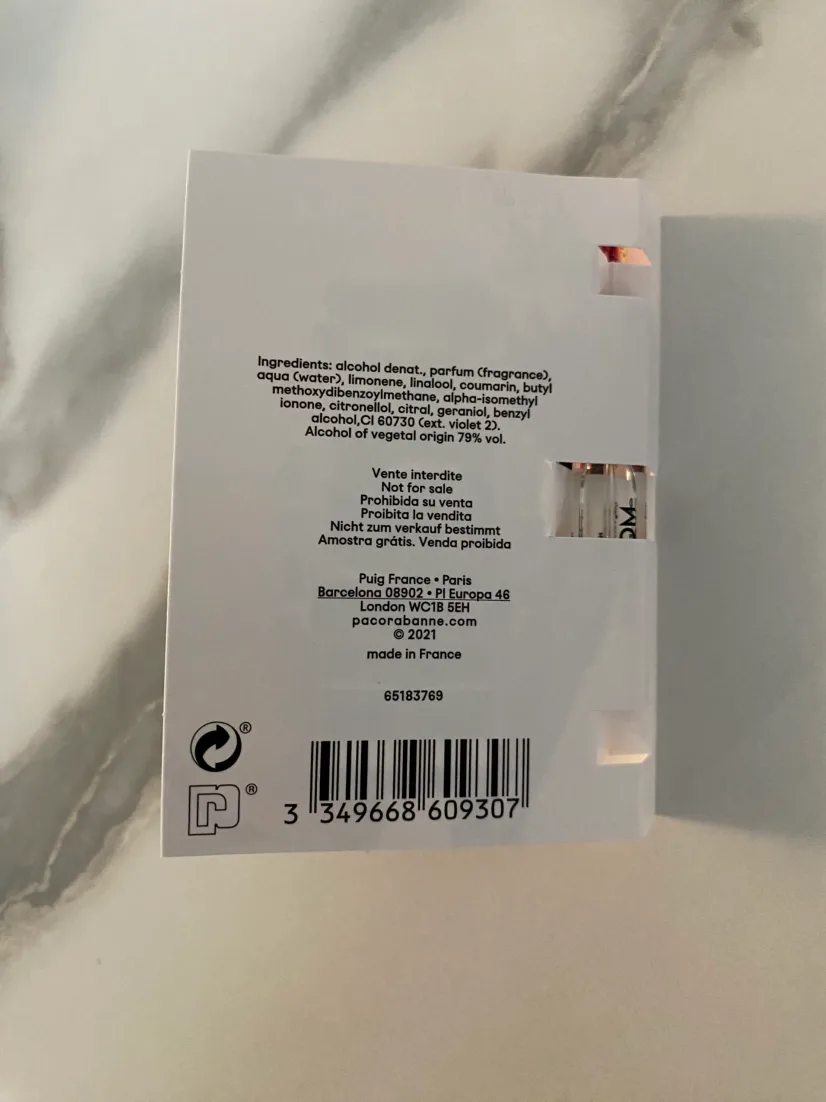 Ingredients: alcohol denat., parfum (fragrance),
aqua (water), limonene, linalool, coumarin, butyl
methoxydibenzoylmethane, alpha-isomethyl
ionone, citronellol, citral, geraniol, benzyl
alcohol,CI 60730 (ext. violet 2).
Alcohol of vegetal origin 79% vol.
Vente interdite
Not for sale
Prohibida su venta
Proibita la vendita
Nicht zum verkauf bestimmt
Amostra grátis. Venda proibida
Puig France • Paris
Barcelona 08902 • Pl Europa 46
London WC1B 5EH
pacorabanne.com
© 2021
made in France
65183769
®
®
3 349668 609307